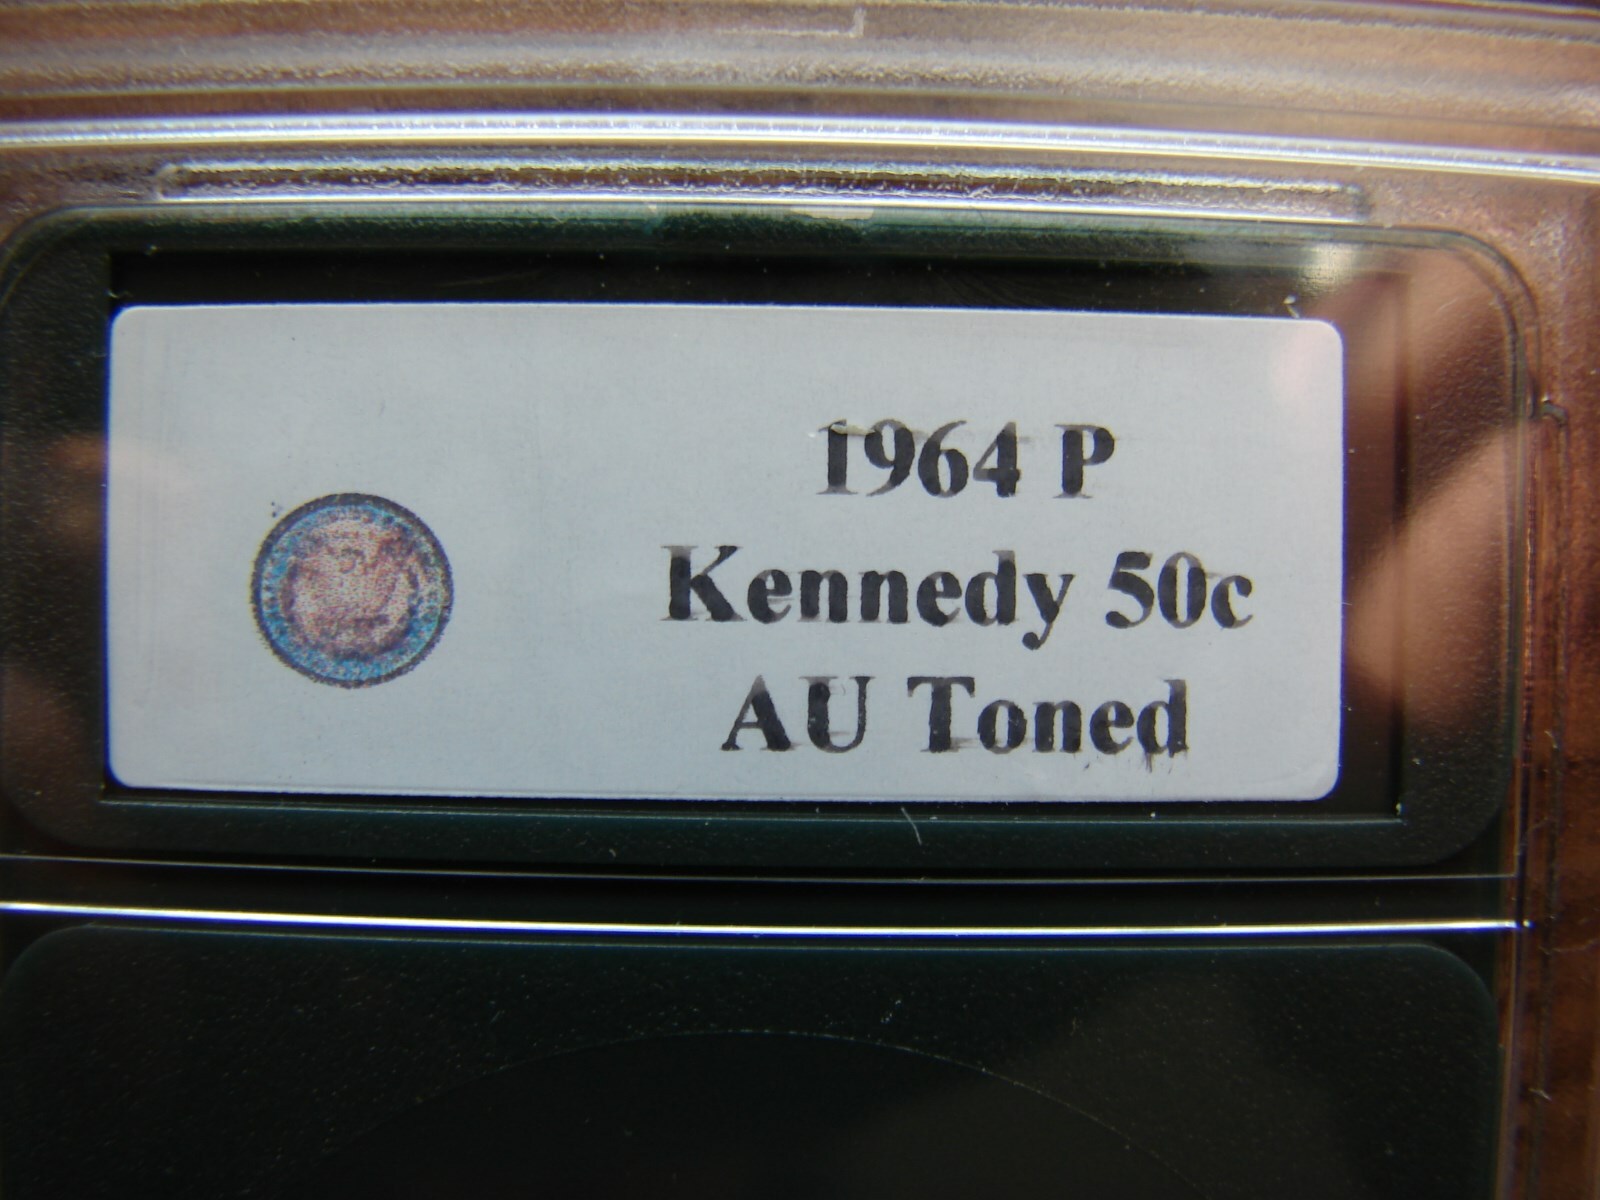 1964 P
Kennedy 50c
AU Toned